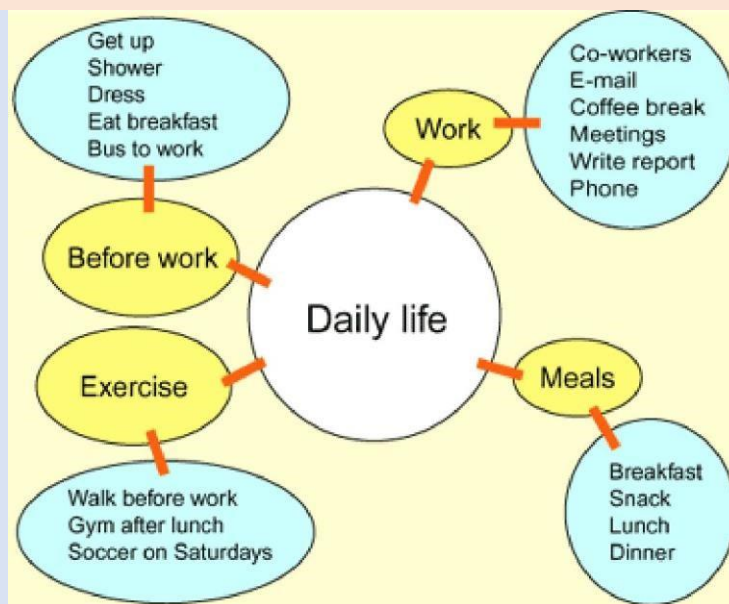 Get up
Shower
Dress
Eat breakfast
Bus to work
Before work
Work
Co-workers
E-mail
Coffee break
Meetings
Write report
Phone
Daily life
Exercise
Walk before work
Gym after lunch
Soccer on Saturdays
Meals
Breakfast
Snack
Lunch
Dinner